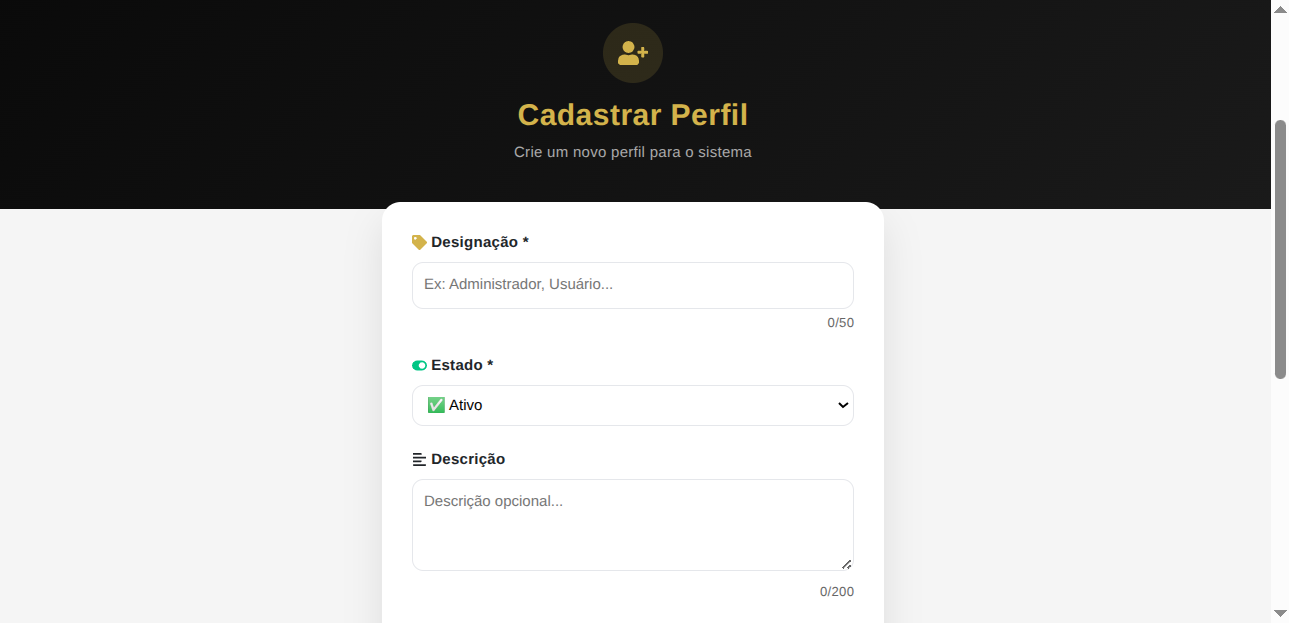 Cadastrar Perfil
Crie um novo perfil para o sistema
Designação *
Ex: Administrador, Usuário...
0/50
Estado *
✅ Ativo
Descrição
Descrição opcional...
0/200